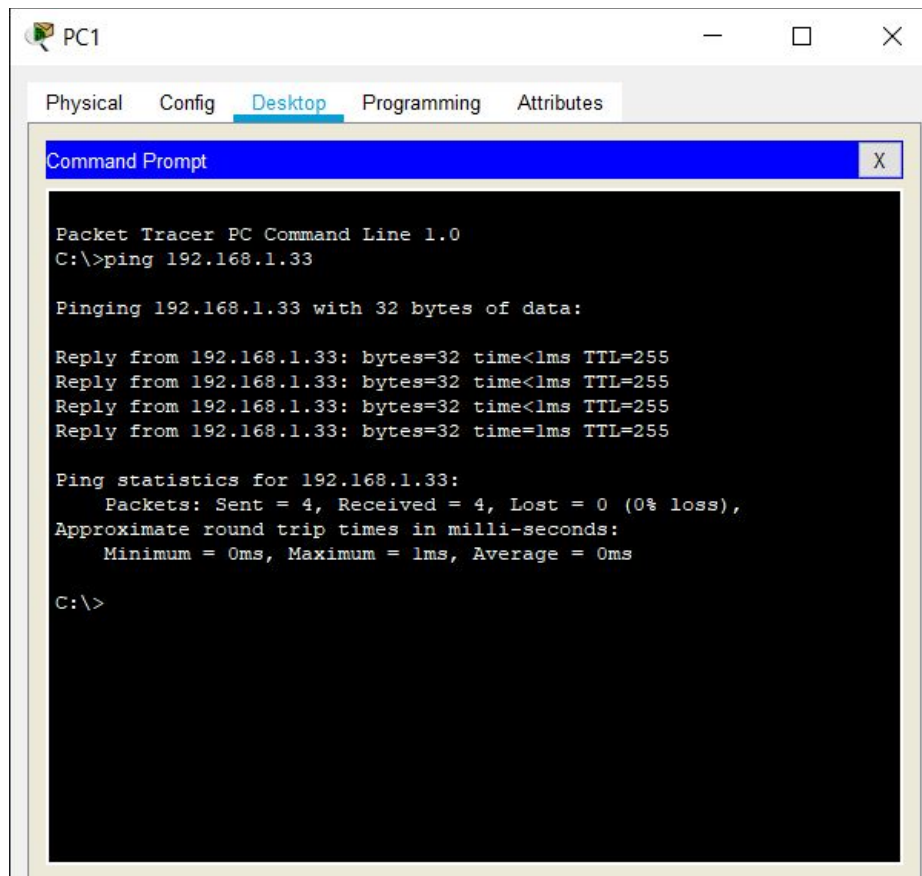 PC1
Physical Config Desktop Programming Attributes
Command Prompt X
Packet Tracer PC Command Line 1.0
C:\>ping 192.168.1.33
Pinging 192.168.1.33 with 32 bytes of data:
Reply from 192.168.1.33: bytes=32 time<1ms TTL=255
Reply from 192.168.1.33: bytes=32 time<1ms TTL=255
Reply from 192.168.1.33: bytes=32 time<1ms TTL=255
Reply from 192.168.1.33: bytes=32 time=1ms TTL=255
Ping statistics for 192.168.1.33:
    Packets: Sent = 4, Received = 4, Lost = 0 (0% loss),
Approximate round trip times in milli-seconds:
    Minimum = 0ms, Maximum = 1ms, Average = 0ms
C:\>